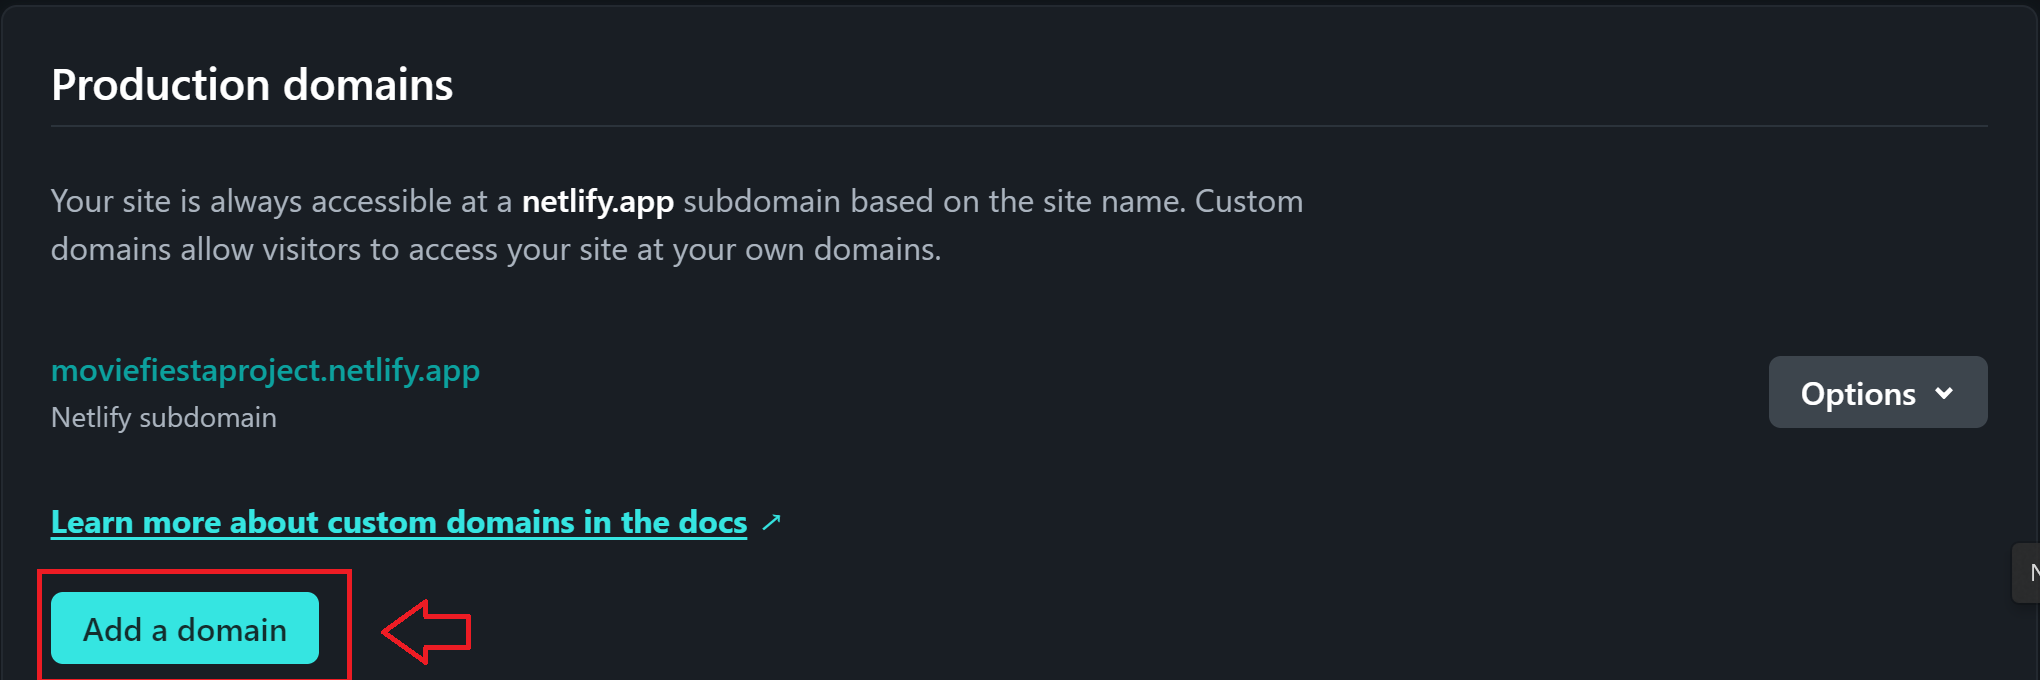 Production domains
Your site is always accessible at a netlify.app subdomain based on the site name. Custom
domains allow visitors to access your site at your own domains.
moviefiestaproject.netlify.app
Netlify subdomain
Options
Learn more about custom domains in the docs ↗
Add a domain